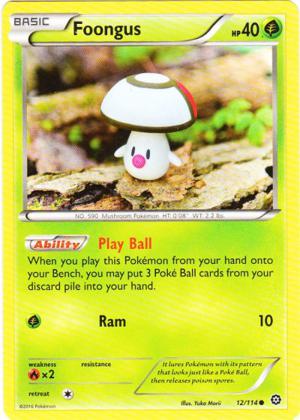 BASIC
Foongus
HP40
NO. 590 Mushroom Pokémon HT: 0'08" WT: 2.2 lbs.
Ability Play Ball
When you play this Pokémon from your hand onto
your Bench, you may put 3 Poké Ball cards from your
discard pile into your hand.
Ram 10
weakness resistance
×2
retreat
It lures Pokémon with its pattern
that looks just like a Poké Ball,
then releases poison spores.
Illus. Yuka Morii 12/114
©2016 Pokémon